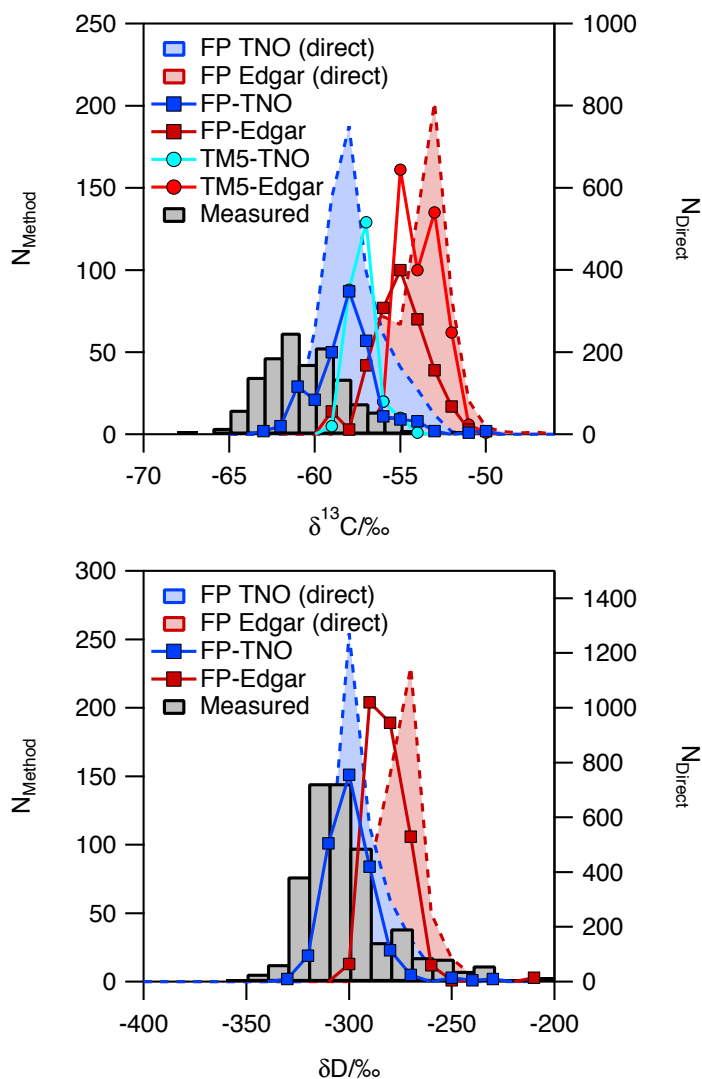 250
200
150
100
50
0
N_Method
1000
800
600
400
200
0
N_Direct
FP TNO (direct)
FP Edgar (direct)
FP-TNO
FP-Edgar
TM5-TNO
TM5-Edgar
Measured
-70 -65 -60 -55 -50
δ¹³C/‰
300
250
200
150
100
50
0
N_Method
1400
1200
1000
800
600
400
200
0
N_Direct
FP TNO (direct)
FP Edgar (direct)
FP-TNO
FP-Edgar
Measured
-400 -350 -300 -250 -200
δD/‰